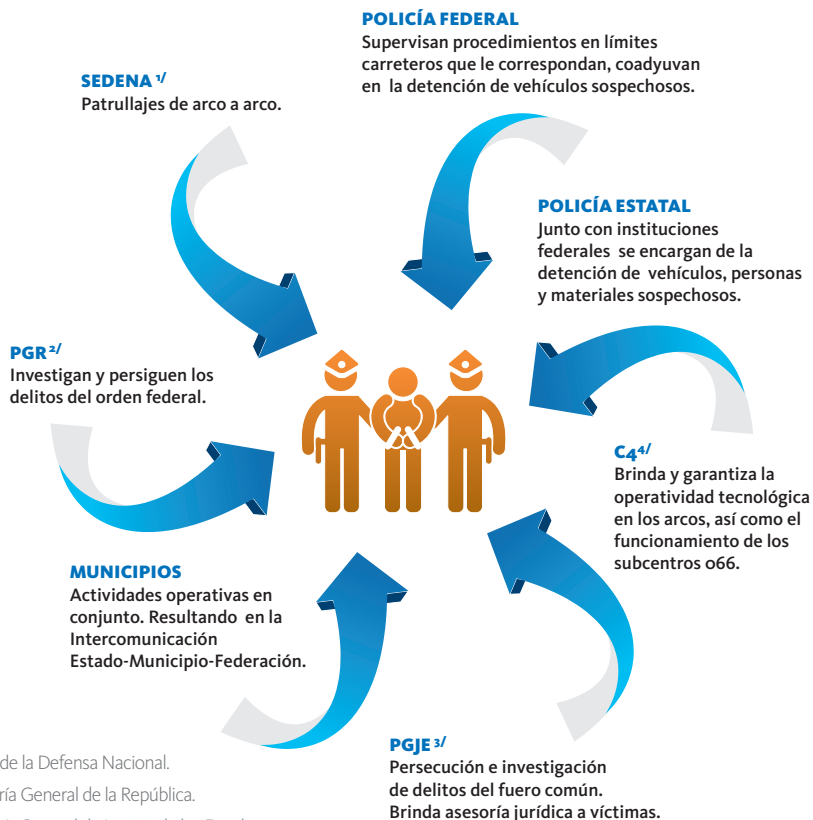 POLICÍA FEDERAL
Supervisan procedimientos en límites
carreteros que le correspondan, coadyuvan
en la detención de vehículos sospechosos.
SEDENA 1/
Patrullajes de arco a arco.
POLICÍA ESTATAL
Junto con instituciones
federales se encargan de la
detención de vehículos, personas
y materiales sospechosos.
PGR 2/
Investigan y persiguen los
delitos del orden federal.
C4 4/
Brinda y garantiza la
operatividad tecnológica
en los arcos, así como el
funcionamiento de los
subcentros 066.
MUNICIPIOS
Actividades operativas en
conjunto. Resultando en la
Intercomunicación
Estado-Municipio-Federación.
PGJE 3/
Persecución e investigación
de delitos del fuero común.
Brinda asesoría jurídica a víctimas.
de la Defensa Nacional.
ría General de la República.